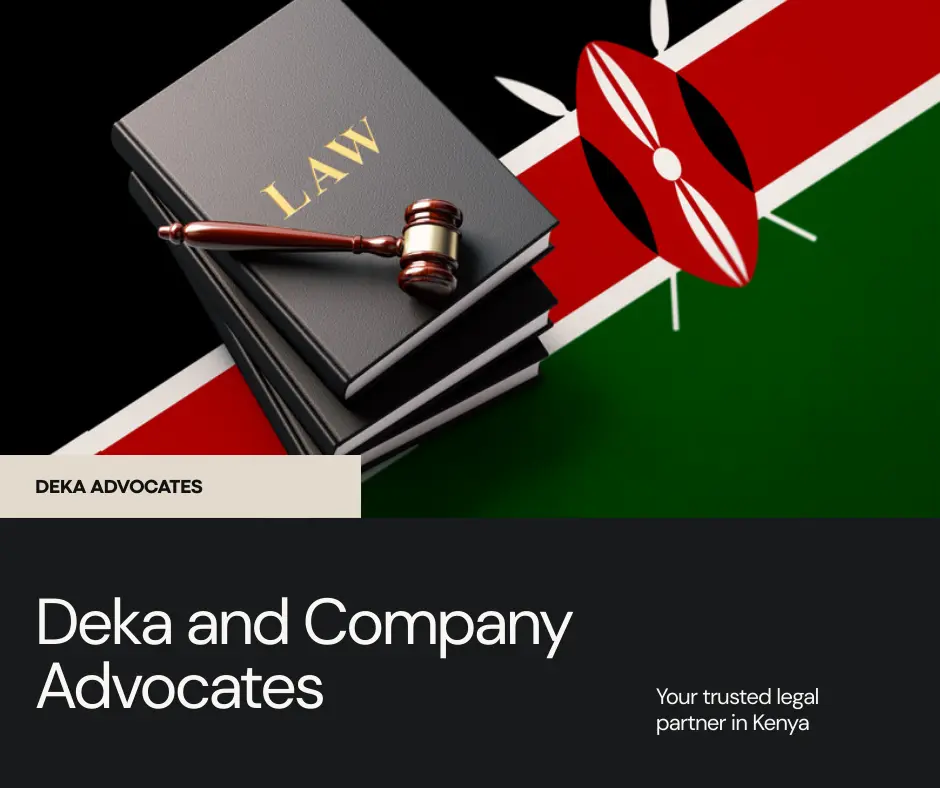 LAW
DEKA ADVOCATES
Deka and Company
Advocates
Your trusted legal
partner in Kenya